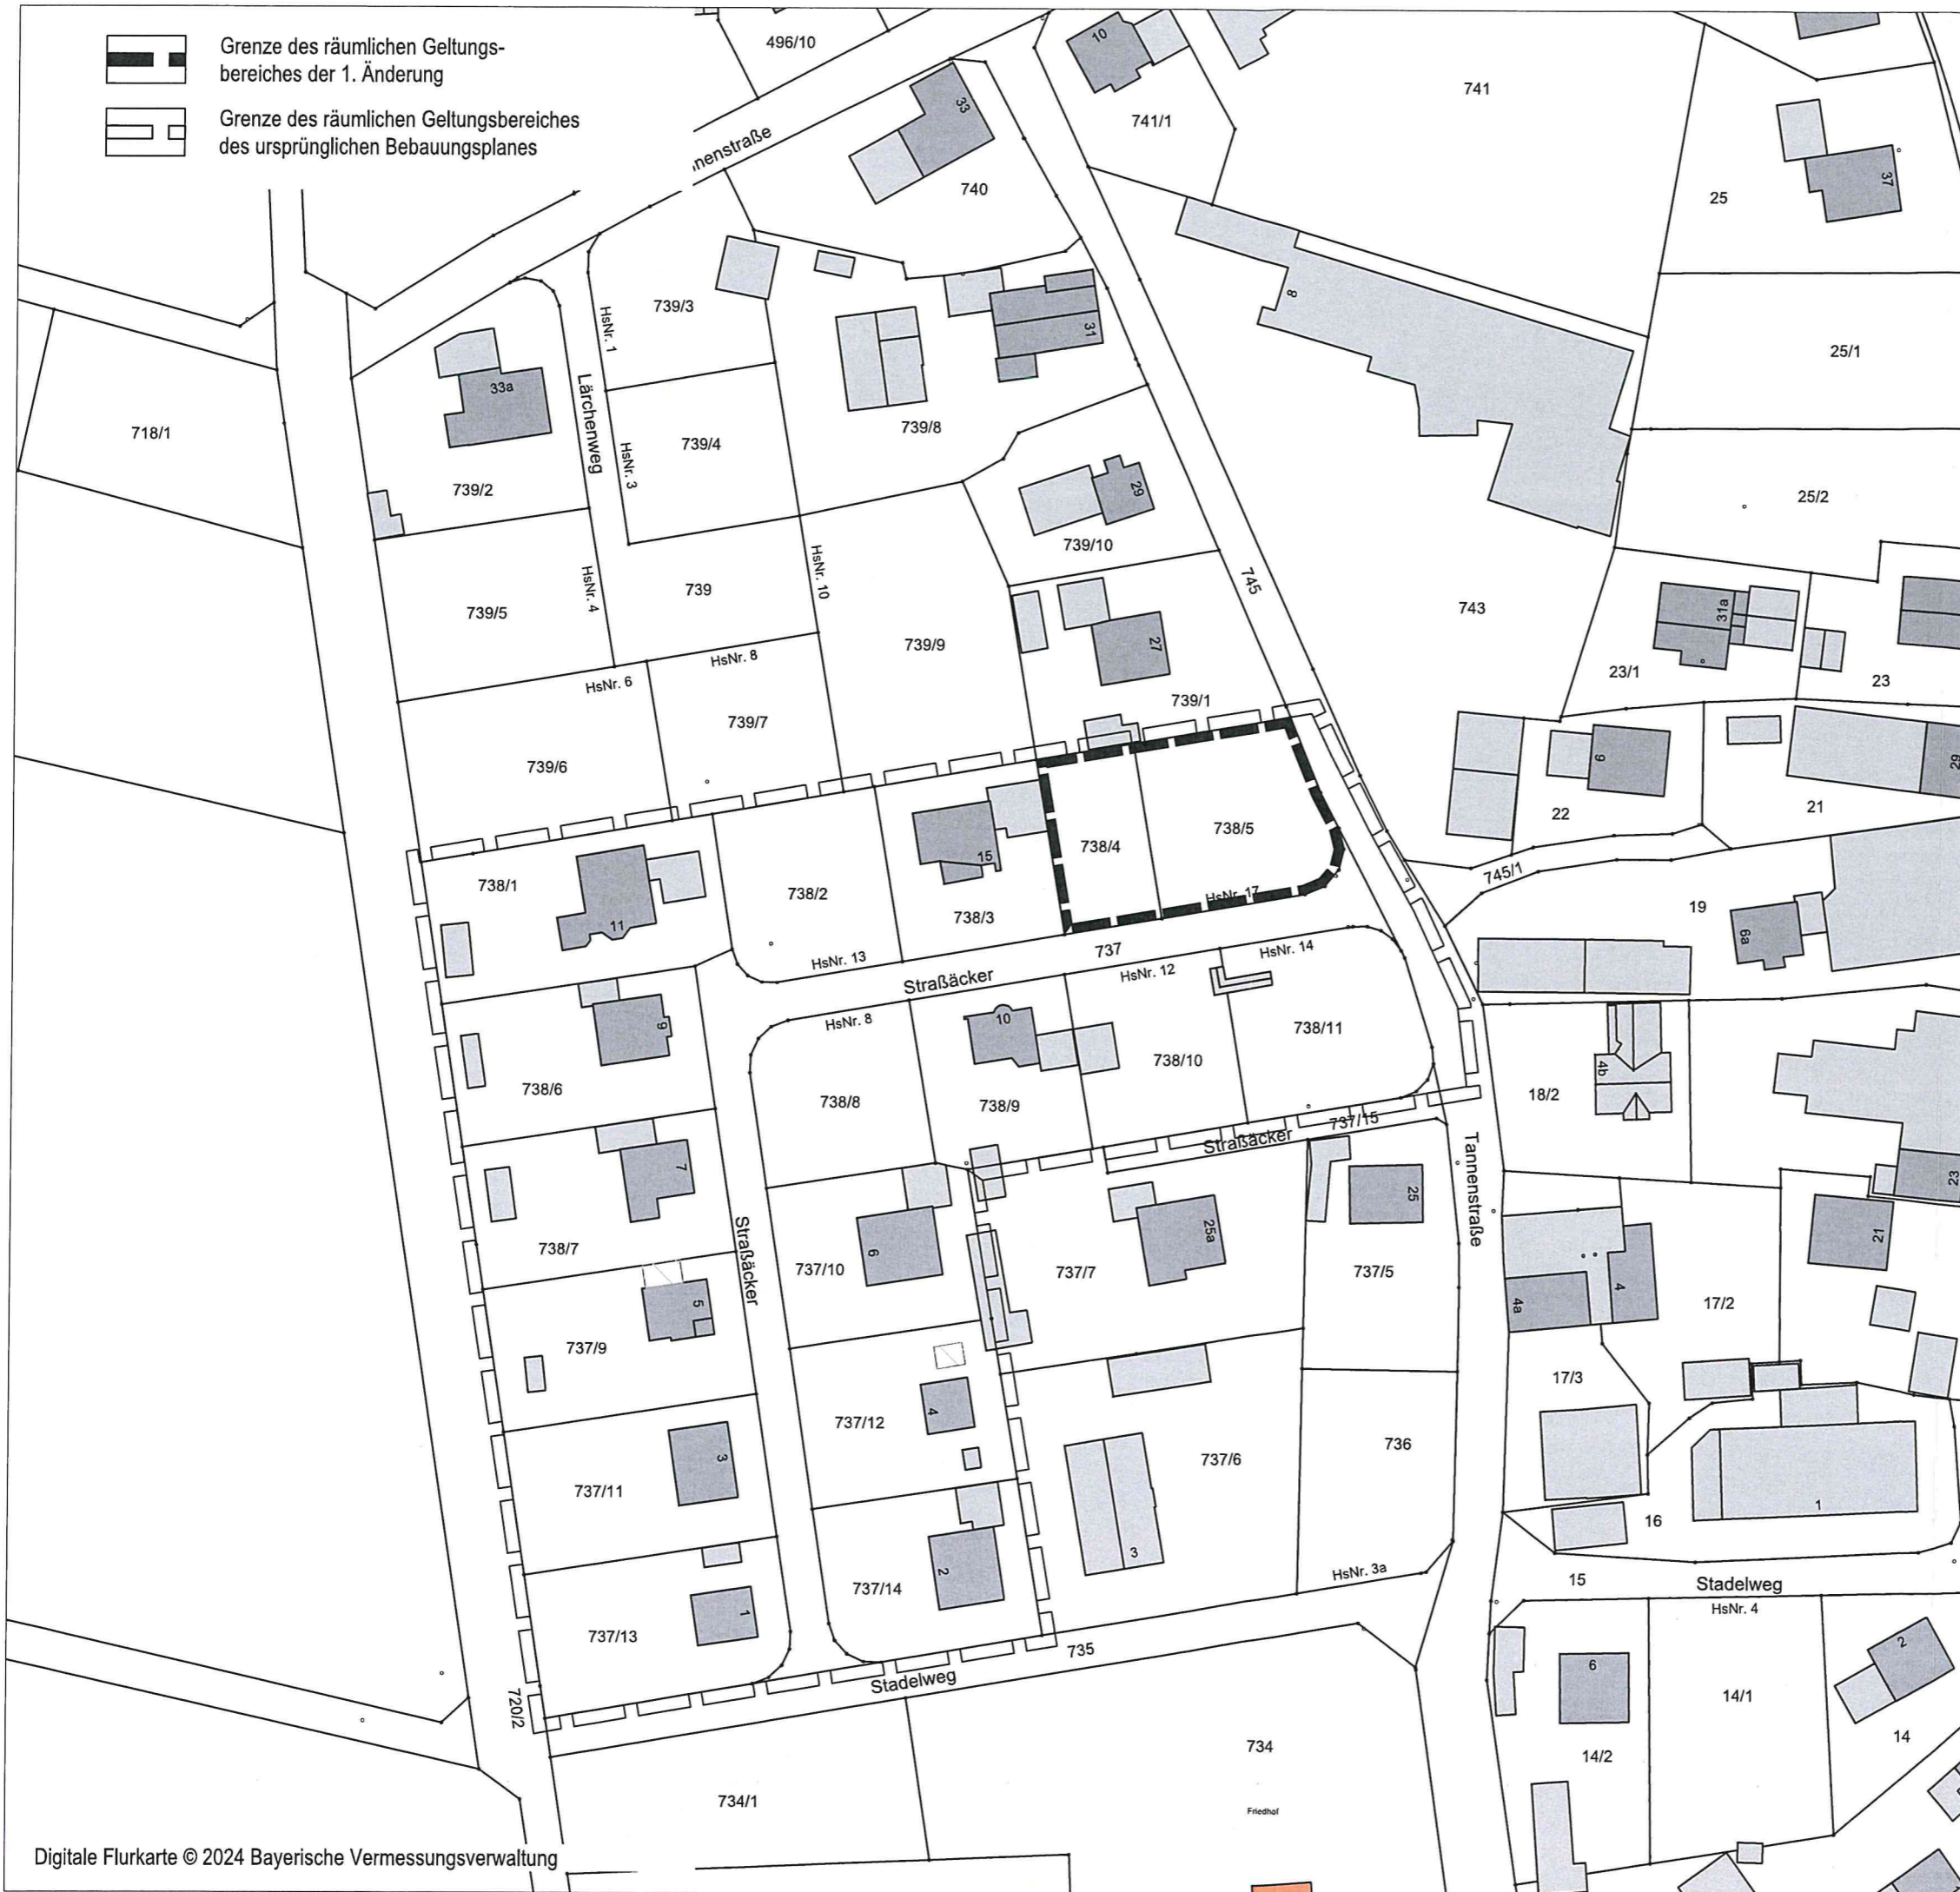 Grenze des räumlichen Geltungs-
bereiches der 1. Änderung
Grenze des räumlichen Geltungsbereiches
des ursprünglichen Bebauungsplanes
496/10
nenstraße
33
740
10
741/1
741
25
37
739/3
HsNr. 1
31
8
25/1
718/1
33a
Lärchenweg
739/4
HsNr. 3
739/8
739/2
29
739/10
25/2
739/5
HsNr. 4
739
HsNr. 10
739/9
27
745
743
31a
23/1
23
HsNr. 6
HsNr. 8
739/7
739/1
739/6
9
22
29
21
738/1
11
738/2
15
738/3
738/4
738/5
HsNr. 17
745/1
19
6a
HsNr. 13
737
Straßäcker
HsNr. 12
HsNr. 14
HsNr. 8
10
738/11
9
738/6
738/8
738/9
738/10
4b
18/2
737/15
Straßäcker
Tannenstraße
7
738/7
Straßäcker
737/10
6
25a
737/7
25
737/5
23
21
17/2
4
4a
5
737/9
17/3
737/12
4
3
737/11
737/6
736
3
1
16
HsNr. 3a
737/14
2
15
Stadelweg
HsNr. 4
1
737/13
735
Stadelweg
720/2
6
2
14/1
14
14/2
734
734/1
Friedhof
Digitale Flurkarte © 2024 Bayerische Vermessungsverwaltung